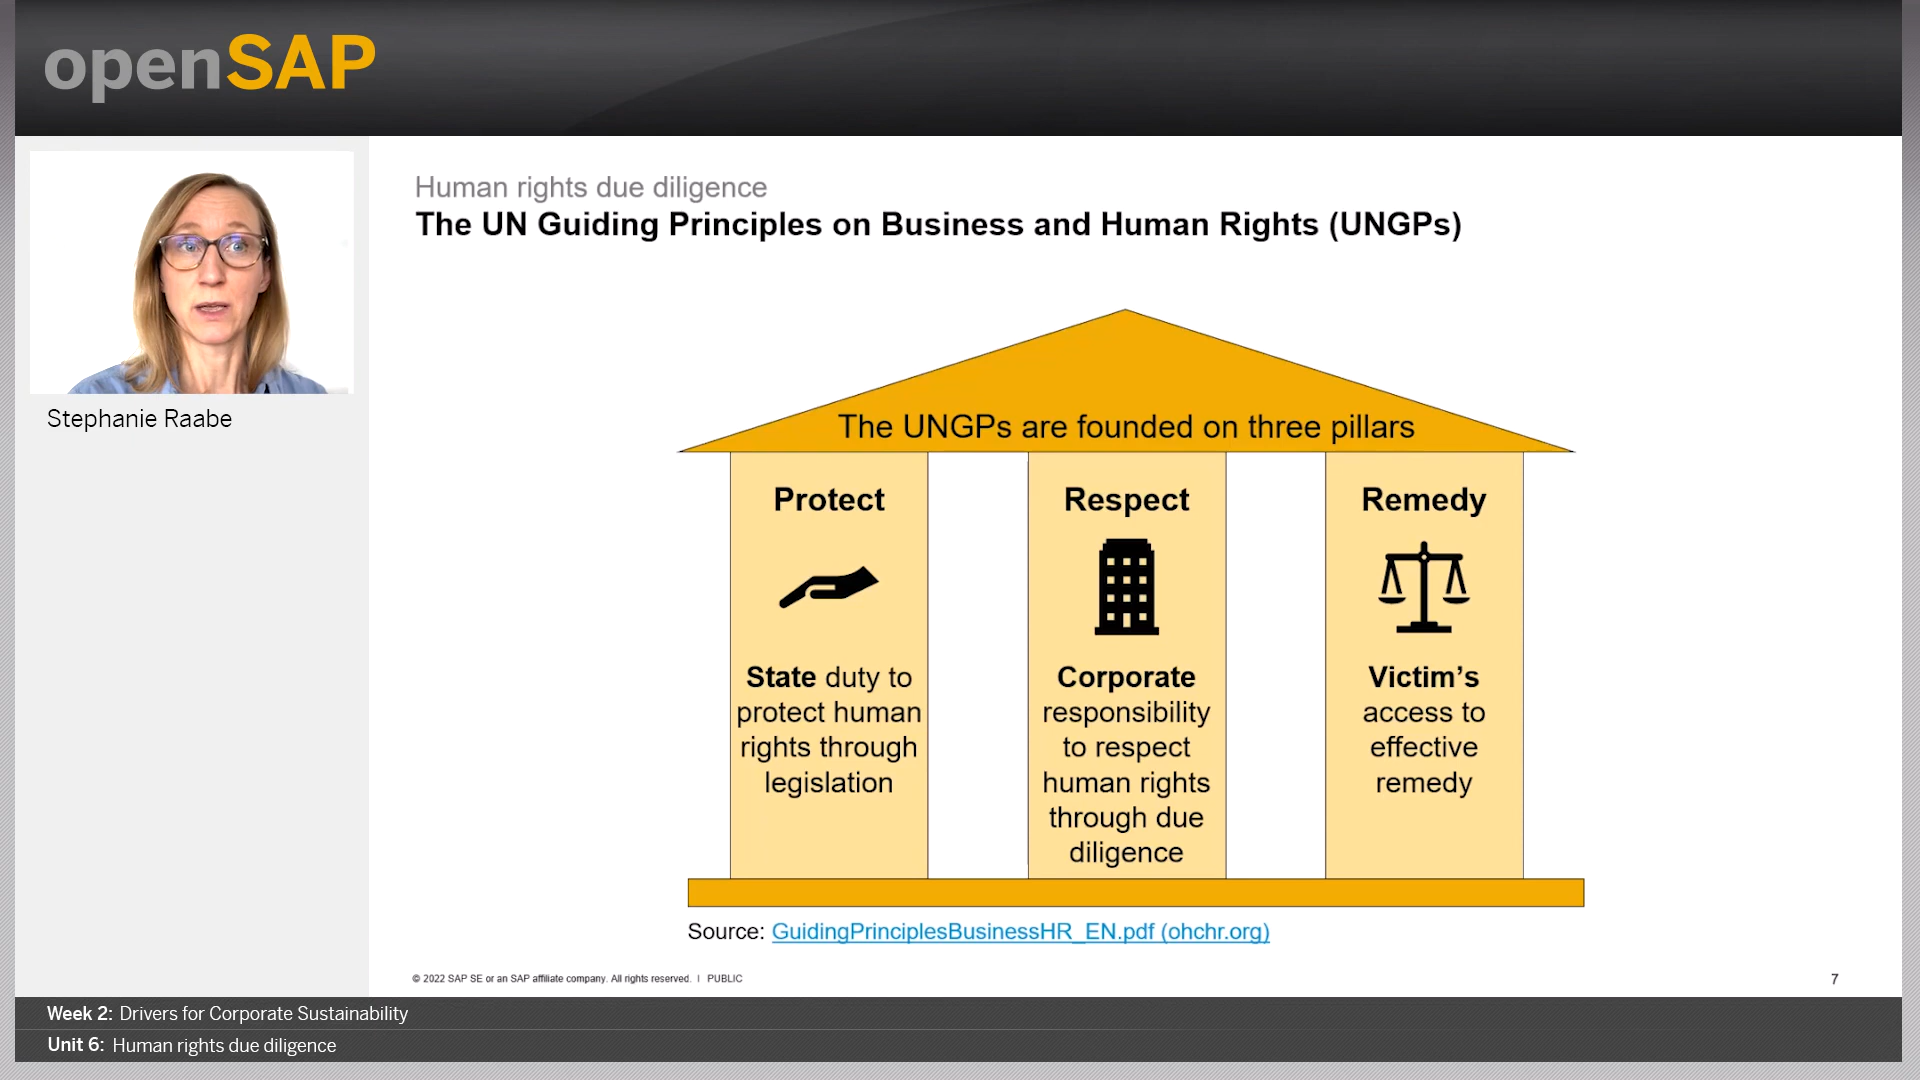 openSAP
Stephanie Raabe
Human rights due diligence
The UN Guiding Principles on Business and Human Rights (UNGPs)
The UNGPs are founded on three pillars
Protect
State duty to
protect human
rights through
legislation
Respect
Corporate
responsibility
to respect
human rights
through due
diligence
Remedy
Victim’s
access to
effective
remedy
Source: GuidingPrinciplesBusinessHR_EN.pdf (ohchr.org)
© 2022 SAP SE or an SAP affiliate company. All rights reserved. I PUBLIC
7
Week 2: Drivers for Corporate Sustainability
Unit 6: Human rights due diligence